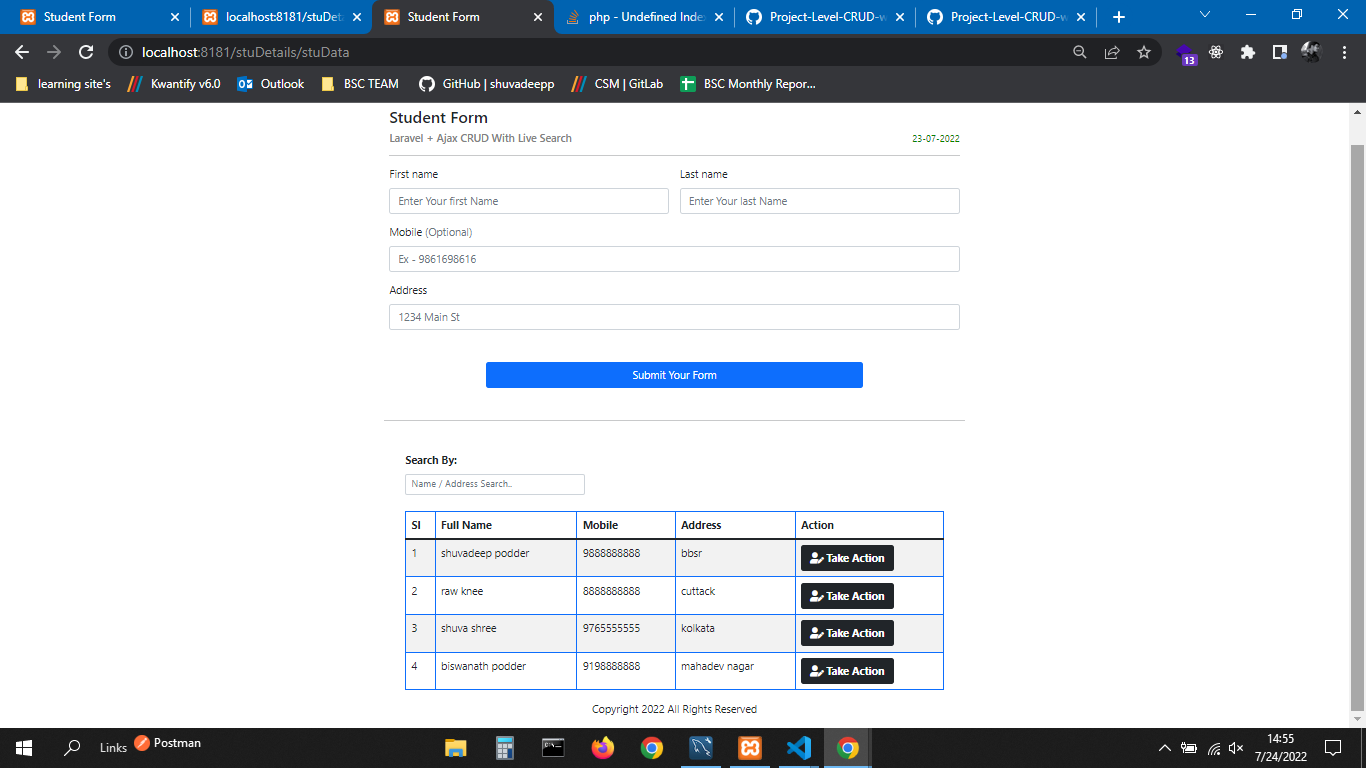 Student Form
localhost:8181/stuDeta
Student Form
php - Undefined Inde
Project-Level-CRUD-w
Project-Level-CRUD-w
localhost:8181/stuDetails/stuData
13
learning site's
Kwantify v6.0
Outlook
BSC TEAM
GitHub | shuvadeepp
CSM | GitLab
BSC Monthly Repor...
Student Form
Laravel + Ajax CRUD With Live Search 23-07-2022
First name Last name
Enter Your first Name Enter Your last Name
Mobile (Optional)
Ex - 9861698616
Address
1234 Main St
Submit Your Form
Search By:
Name / Address Search..
Sl Full Name Mobile Address Action
1 shuvadeep podder 9888888888 bbsr Take Action
2 raw knee 8888888888 cuttack Take Action
3 shuva shree 9765555555 kolkata Take Action
4 biswanath podder 9198888888 mahadev nagar Take Action
Copyright 2022 All Rights Reserved
Links Postman
14:55
7/24/2022